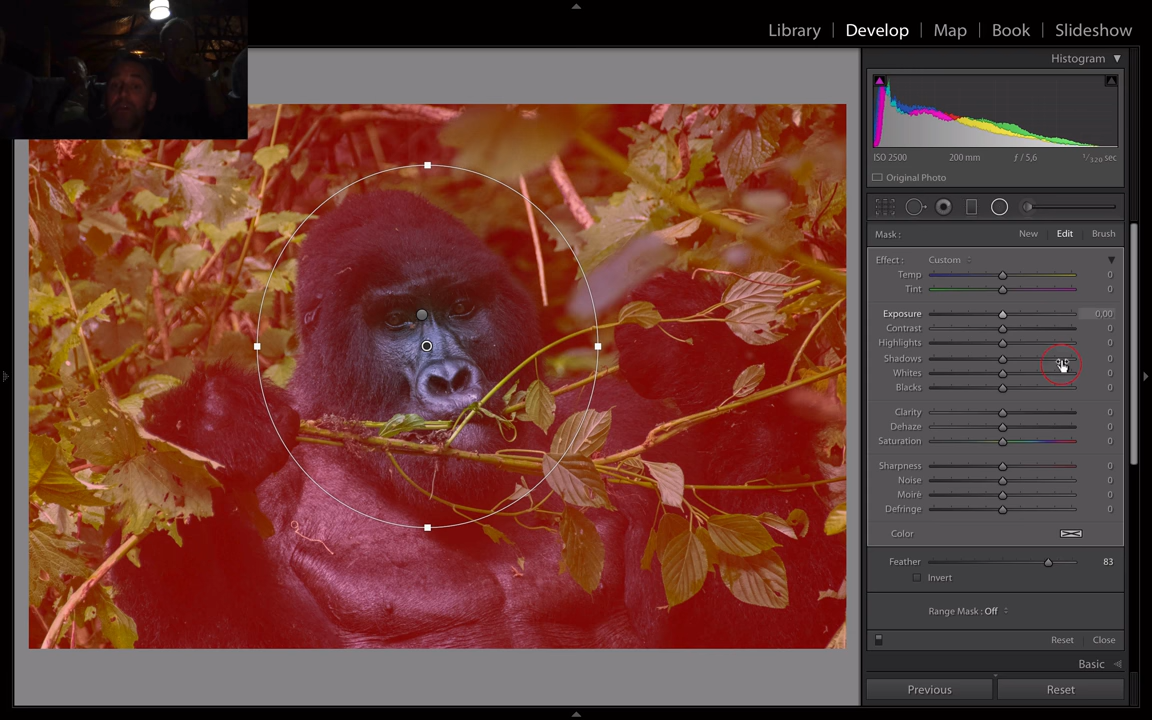 Library | Develop | Map | Book | Slideshow
Histogram
ISO 2500 200 mm ƒ / 5,6 1/320 sec
Original Photo
Mask : New Edit Brush
Effect : Custom
Temp 0
Tint 0
Exposure 0,00
Contrast 0
Highlights 0
Shadows 0
Whites 0
Blacks 0
Clarity 0
Dehaze 0
Saturation 0
Sharpness 0
Noise 0
Moiré 0
Defringe 0
Color
Feather 83
Invert
Range Mask : Off
Reset Close
Basic
Previous Reset